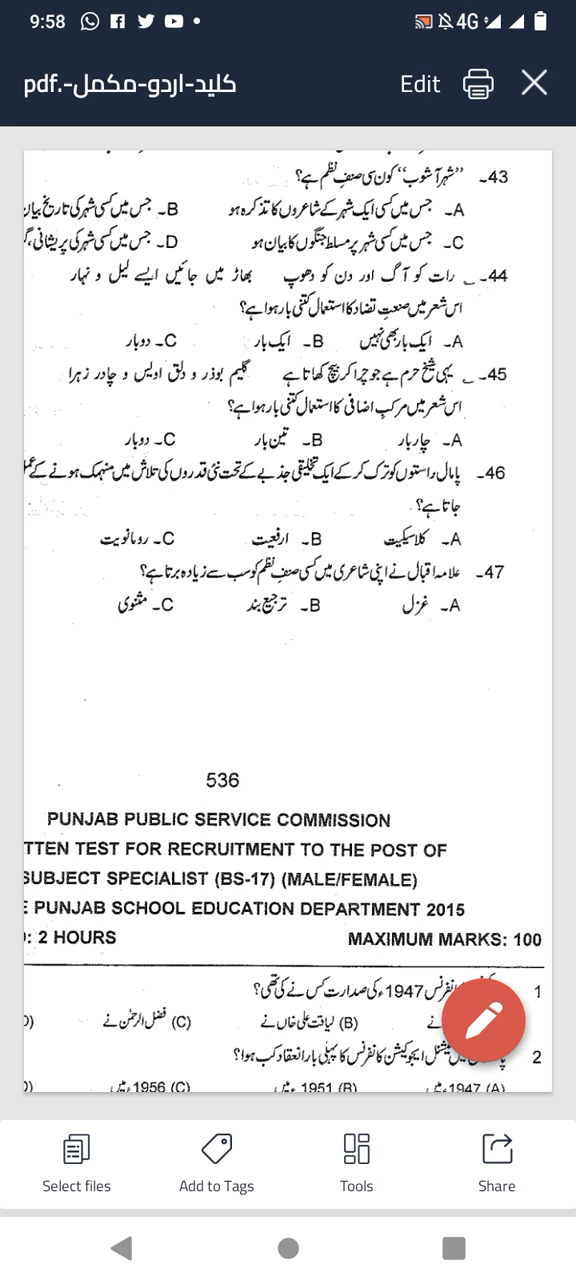 9:58
4G
کلید-اردو-مکمل-.pdf
Edit
43- ’’شہر آشوب‘‘ کون سی صنفِ نظم ہے؟
A- جس میں کسی ایک شہر کے شاعروں کا تذکرہ ہو B- جس میں کسی شہر کی تاریخ بیان
C- جس میں کسی شہر پر مسلط جنگوں کا بیان ہو D- جس میں کسی شہر کی پریشانی،
44- رات کو آگ اور دن کو دھوپ بھاڑ میں جائیں ایسے لیل و نہار
اس شعر میں صنعتِ تضاد کا استعمال کتنی بار ہوا ہے؟
A- ایک بار بھی نہیں B- ایک بار C- دو بار
45- یہی شیخِ حرم ہے جو چرا کر بیچ کھاتا ہے گلیم بوذر و دلق اویس و چادر زہرا
اس شعر میں مرکب اضافی کا استعمال کتنی بار ہوا ہے؟
A- چار بار B- تین بار C- دو بار
46- پامال راستوں کو ترک کر کے ایک تخلیقی جذبے کے تحت نئی قدروں کی تلاش میں منہمک ہونے کے
جاتا ہے؟
A- کلاسیکیت B- ارفعیت C- رومانویت
47- علامہ اقبال نے اپنی شاعری میں کسی صنفِ نظم کو سب سے زیادہ برتا ہے؟
A- غزل B- ترجیع بند C- مثنوی
536
PUNJAB PUBLIC SERVICE COMMISSION
TTEN TEST FOR RECRUITMENT TO THE POST OF
SUBJECT SPECIALIST (BS-17) (MALE/FEMALE)
E PUNJAB SCHOOL EDUCATION DEPARTMENT 2015
: 2 HOURS MAXIMUM MARKS: 100
1 1947ء کی صدارت کس نے کی تھی؟
نے (B) لیاقت علی خاں نے (C) فضل الرحمٰن نے
2 ایجوکیشن کانفرنس کا پہلی بار انعقاد کب ہوا؟
(A) 1947ء میں (B) 1951ء میں (C) 1956ء میں
Select files
Add to Tags
Tools
Share